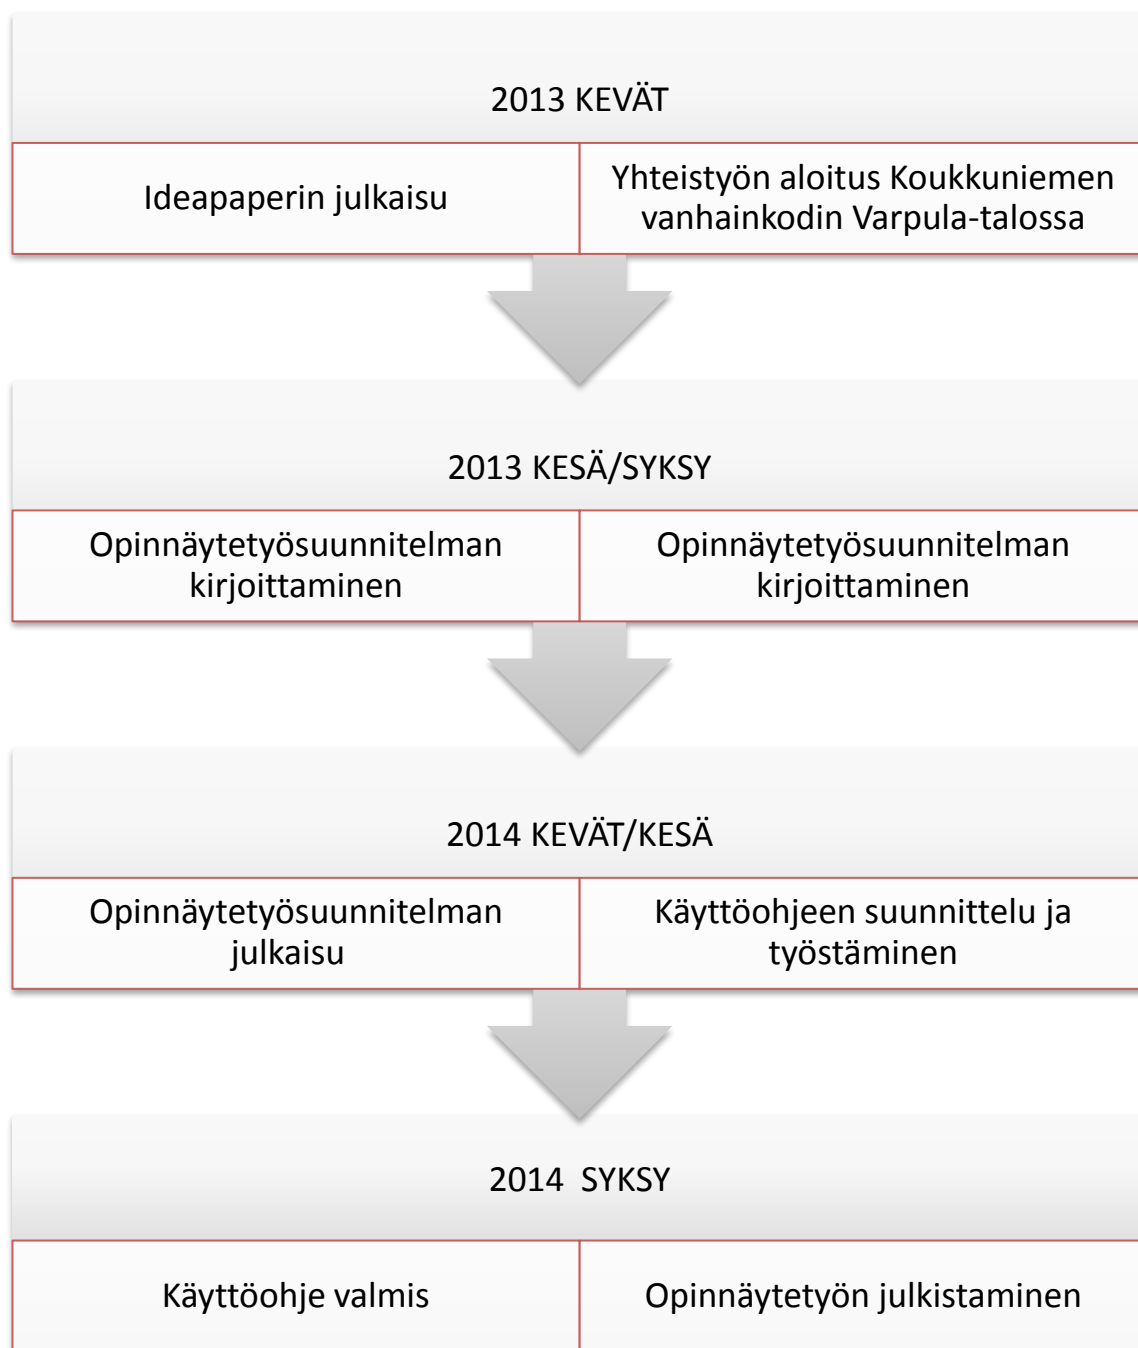 2013 KEVÄT
Ideapaperin julkaisu
Yhteistyön aloitus Koukkuniemen
vanhainkodin Varpula-talossa
2013 KESÄ/SYKSY
Opinnäytetyösuunnitelman
kirjoittaminen
Opinnäytetyösuunnitelman
kirjoittaminen
2014 KEVÄT/KESÄ
Opinnäytetyösuunnitelman
julkaisu
Käyttöohjeen suunnittelu ja
työstäminen
2014 SYKSY
Käyttöohje valmis
Opinnäytetyön julkistaminen